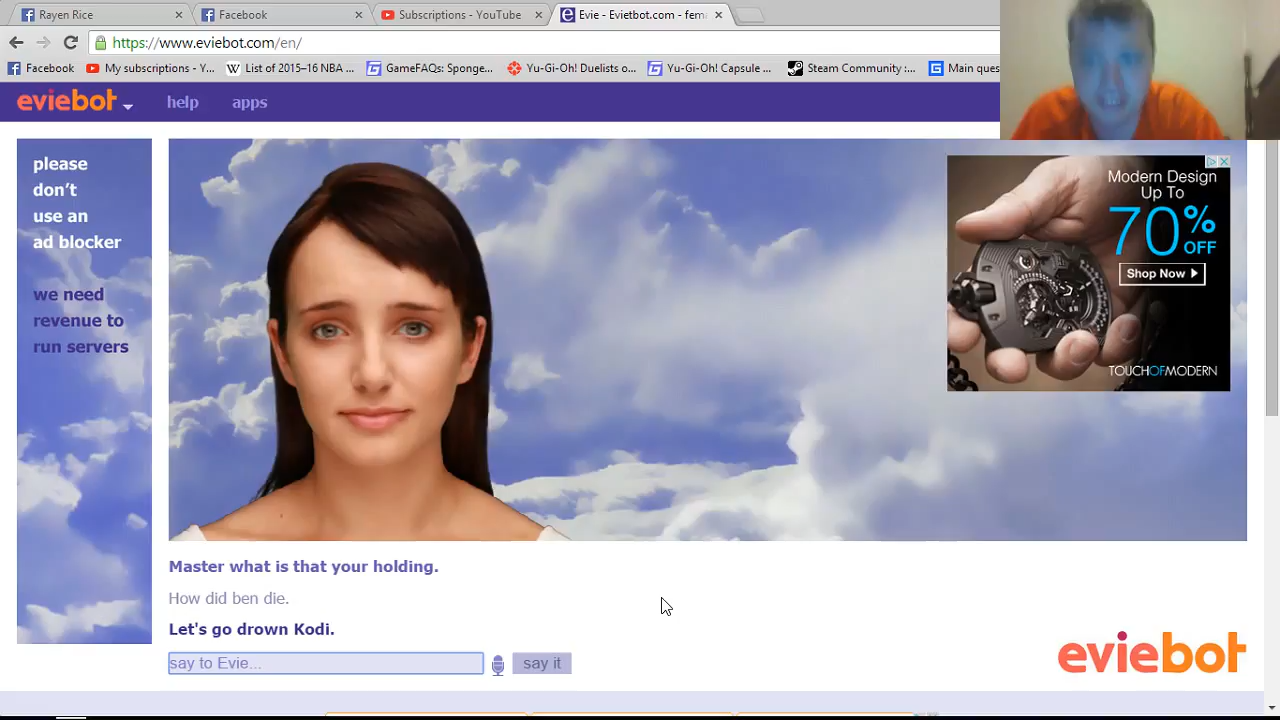 Rayen Rice
Facebook
Subscriptions - YouTube
Evie - Eviebot.com - fem
https://www.eviebot.com/en/
Facebook
My subscriptions - Y...
List of 2015–16 NBA ...
GameFAQs: Sponge...
Yu-Gi-Oh! Duelists o...
Yu-Gi-Oh! Capsule ...
Steam Community :...
Main ques
eviebot
help
apps
please
don't
use an
ad blocker
we need
revenue to
run servers
Modern Design
Up To
70%
OFF
Shop Now
TOUCHOFMODERN
Master what is that your holding.
How did ben die.
Let's go drown Kodi.
say to Evie...
say it
eviebot